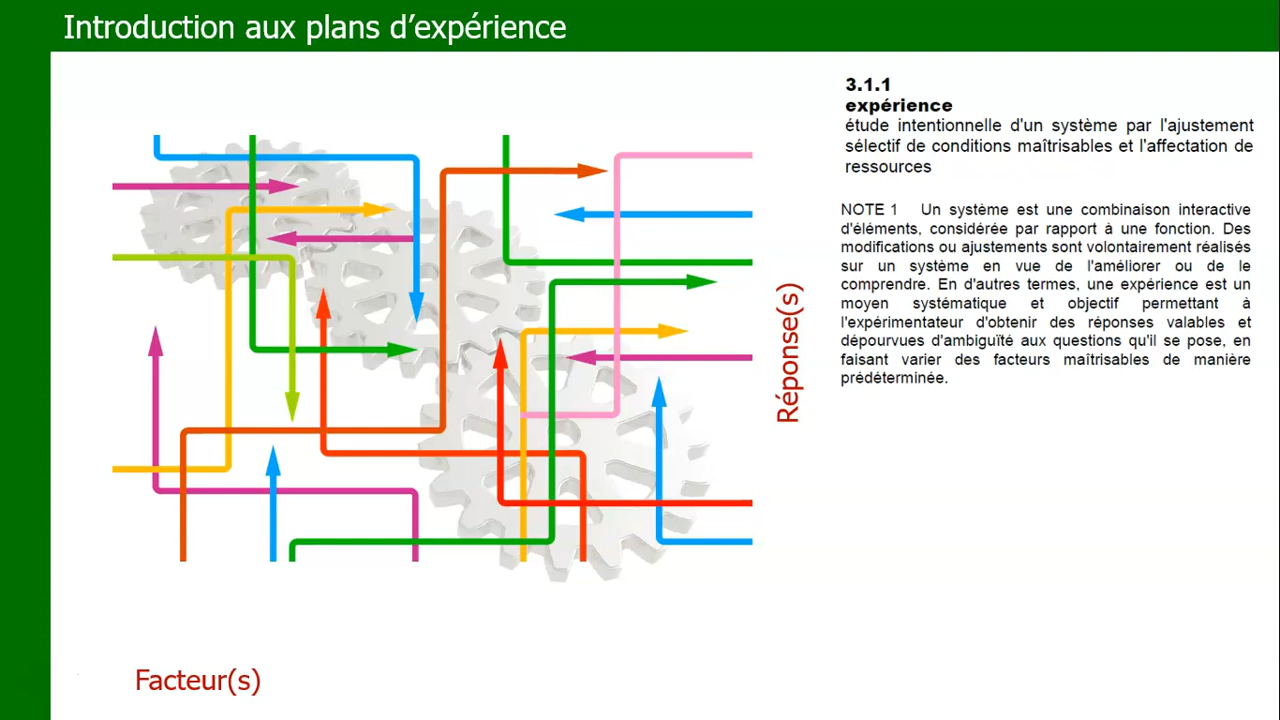 Introduction aux plans d’expérience
3.1.1
expérience
étude intentionnelle d'un système par l'ajustement
sélectif de conditions maîtrisables et l'affectation de
ressources
NOTE 1 Un système est une combinaison interactive
d'éléments, considérée par rapport à une fonction. Des
modifications ou ajustements sont volontairement réalisés
sur un système en vue de l'améliorer ou de le
comprendre. En d'autres termes, une expérience est un
moyen systématique et objectif permettant à
l'expérimentateur d'obtenir des réponses valables et
dépourvues d'ambiguïté aux questions qu'il se pose, en
faisant varier des facteurs maîtrisables de manière
prédéterminée.
Réponse(s)
Facteur(s)